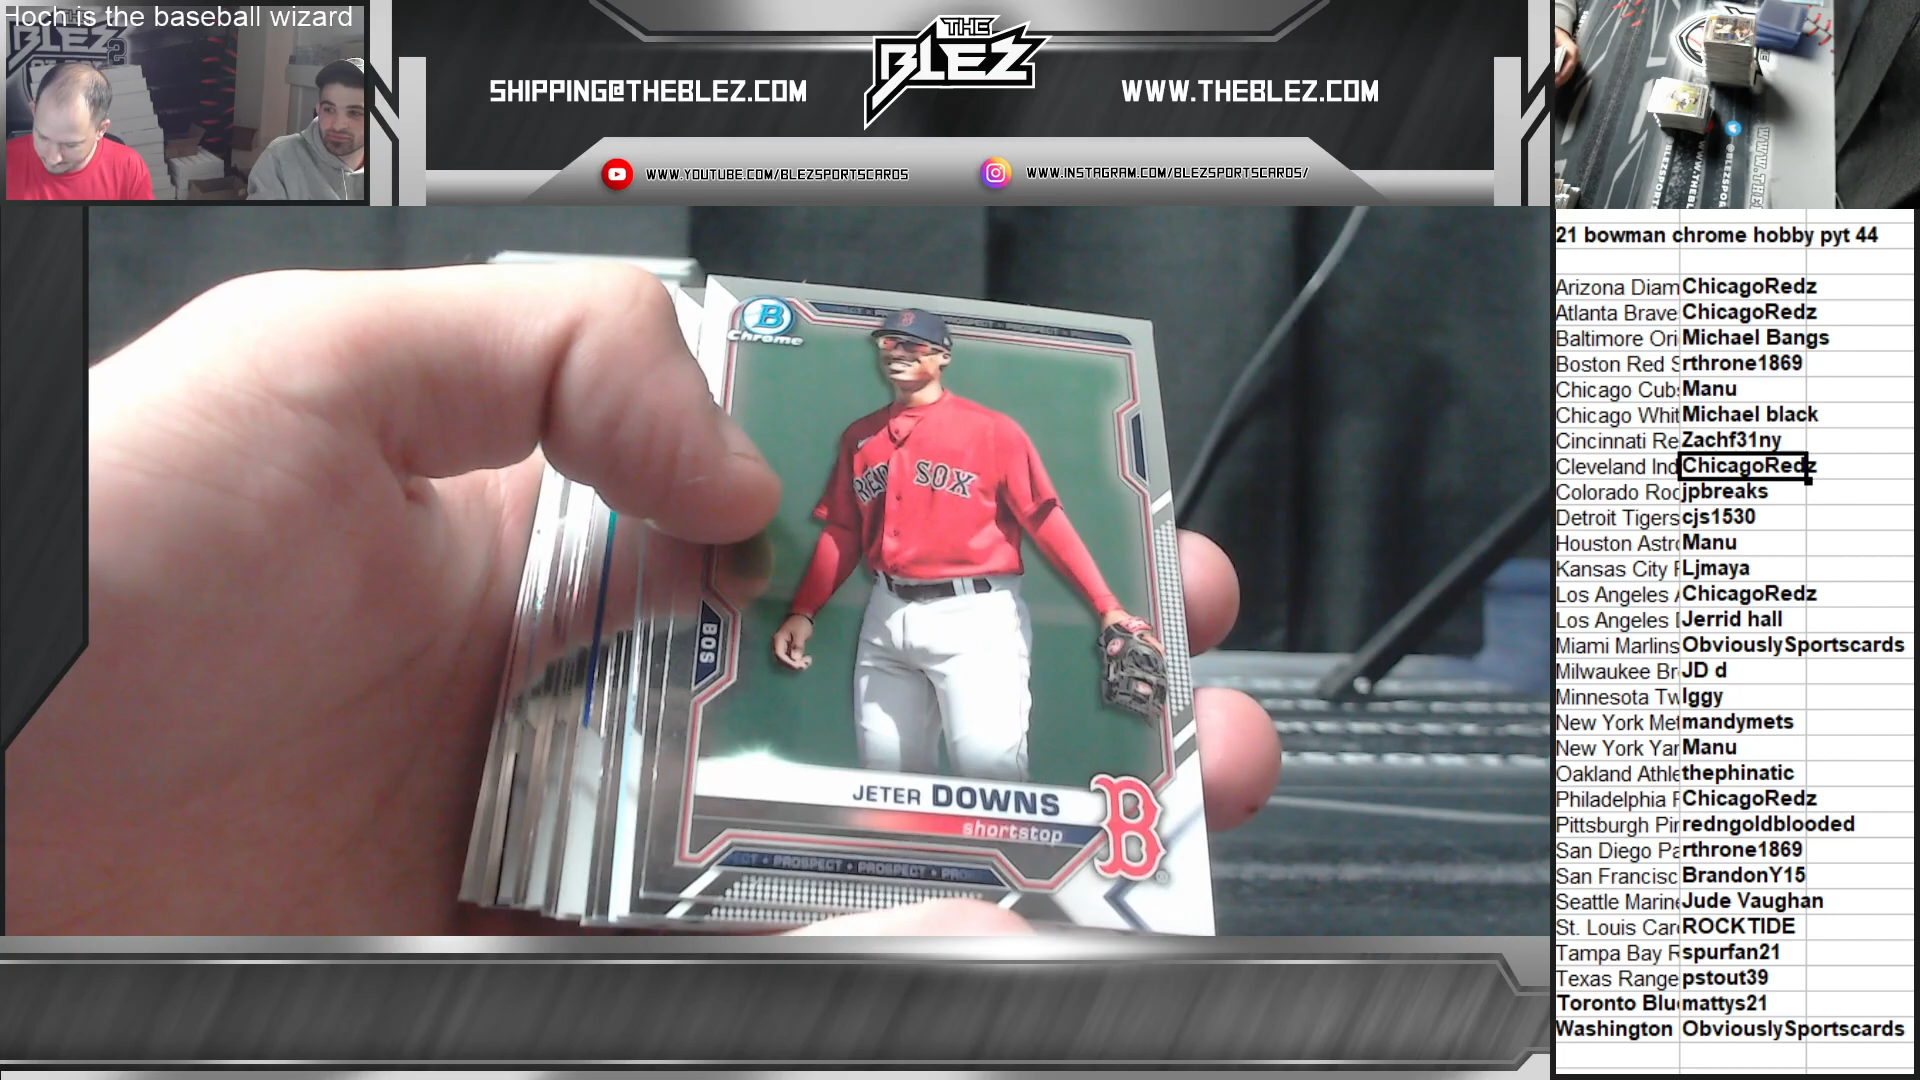 Hoch is the baseball wizard
THE
BLEZ
SHIPPING@THEBLEZ.COM
WWW.THEBLEZ.COM
WWW.YOUTUBE.COM/BLEZSPORTSCARDS
WWW.INSTAGRAM.COM/BLEZSPORTSCARDS/
B
Chrome
RED SOX
BOS
JETER DOWNS
shortstop
B
PROSPECT • PROSPECT
21 bowman chrome hobby pyt 44
Arizona Diam ChicagoRedz
Atlanta Brave ChicagoRedz
Baltimore Ori Michael Bangs
Boston Red S rthrone1869
Chicago Cub Manu
Chicago Whit Michael black
Cincinnati Re Zachf31ny
Cleveland Ind ChicagoRedz
Colorado Roc jpbreaks
Detroit Tigers cjs1530
Houston Astr Manu
Kansas City Ljmaya
Los Angeles ChicagoRedz
Los Angeles Jerrid hall
Miami Marlins ObviouslySportscards
Milwaukee Br JD d
Minnesota Tw Iggy
New York Met mandymets
New York Yan Manu
Oakland Athle thephinatic
Philadelphia ChicagoRedz
Pittsburgh Pir redngoldblooded
San Diego Pa rthrone1869
San Francisc BrandonY15
Seattle Marine Jude Vaughan
St. Louis Car ROCKTIDE
Tampa Bay R spurfan21
Texas Range pstout39
Toronto Blu mattys21
Washington ObviouslySportscards